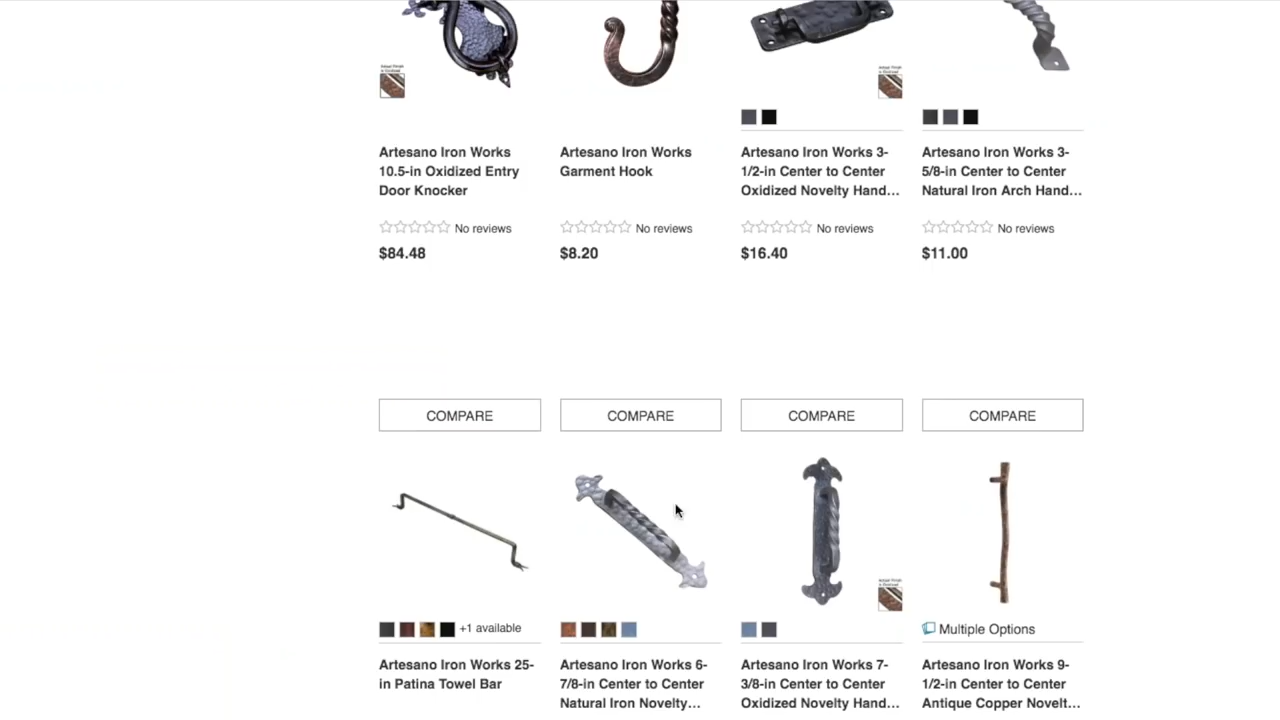 Artesano Iron Works
10.5-in Oxidized Entry
Door Knocker
No reviews
$84.48
Artesano Iron Works
Garment Hook
No reviews
$8.20
Artesano Iron Works 3-
1/2-in Center to Center
Oxidized Novelty Hand...
No reviews
$16.40
Artesano Iron Works 3-
5/8-in Center to Center
Natural Iron Arch Hand...
No reviews
$11.00
COMPARE
COMPARE
COMPARE
COMPARE
+1 available
Artesano Iron Works 25-
in Patina Towel Bar
Artesano Iron Works 6-
7/8-in Center to Center
Natural Iron Novelty...
Artesano Iron Works 7-
3/8-in Center to Center
Oxidized Novelty Hand...
Multiple Options
Artesano Iron Works 9-
1/2-in Center to Center
Antique Copper Novelt...